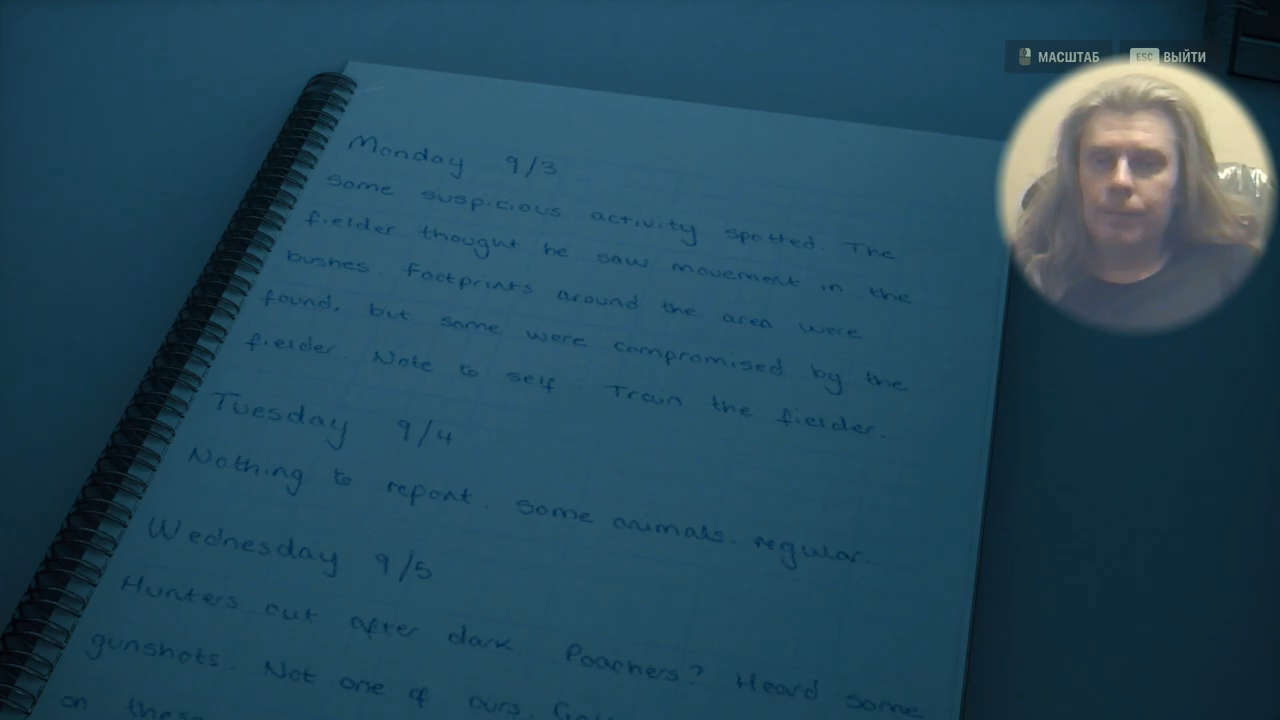 МАСШТАБ
ESC ВЫЙТИ
Monday 9/3
Some suspicious activity spotted. The
fielder thought he saw movement in the
bushes. Footprints around the area were
found, but some were compromised by the
fielder. Note to self: Train the fielder.
Tuesday 9/4
Nothing to report. Some animals. regular.
Wednesday 9/5
Hunters out after dark. Poachers? Heard some
gunshots. Not one of ours.
on these